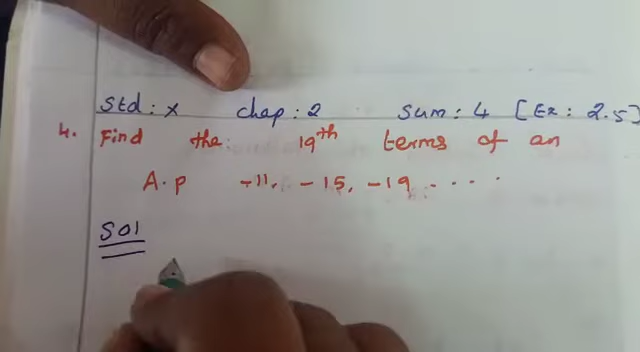 Std : X chap : 2 Sum : 4 [Ex : 2.5]
4. Find the 19th terms of an
A.p -11, -15, -19 . . . .
Sol